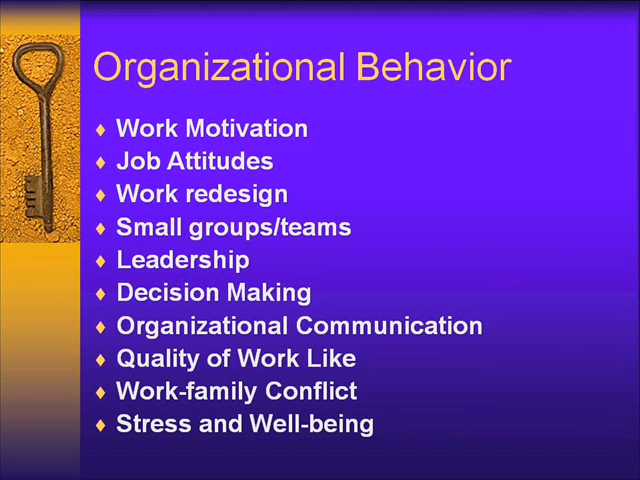 Organizational Behavior
Work Motivation
Job Attitudes
Work redesign
Small groups/teams
Leadership
Decision Making
Organizational Communication
Quality of Work Like
Work-family Conflict
Stress and Well-being